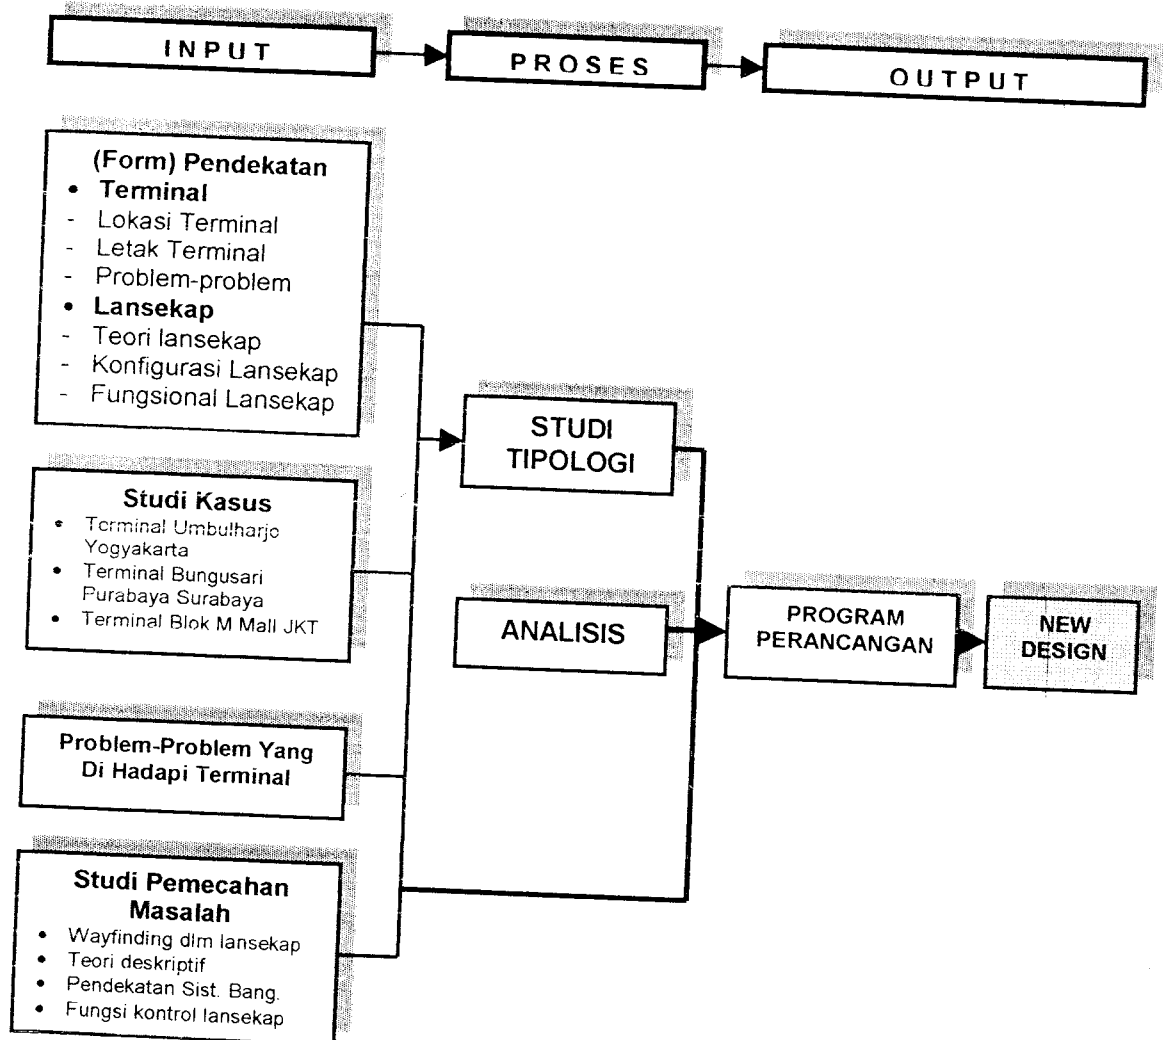 INPUT
PROSES
OUTPUT
(Form) Pendekatan
• Terminal
- Lokasi Terminal
- Letak Terminal
- Problem-problem
• Lansekap
- Teori lansekap
- Konfigurasi Lansekap
- Fungsional Lansekap
Studi Kasus
• Terminal Umbulharjo
Yogyakarta
• Terminal Bungusari
Purabaya Surabaya
• Terminal Blok M Mall JKT
Problem-Problem Yang
Di Hadapi Terminal
Studi Pemecahan
Masalah
• Wayfinding dlm lansekap
• Teori deskriptif
• Pendekatan Sist. Bang.
• Fungsi kontrol lansekap
STUDI
TIPOLOGI
ANALISIS
PROGRAM
PERANCANGAN
NEW
DESIGN